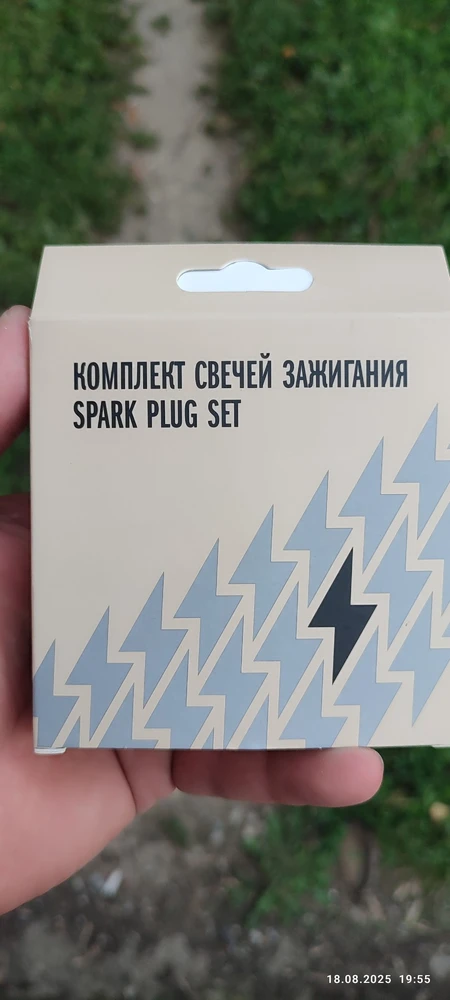 КОМПЛЕКТ СВЕЧЕЙ ЗАЖИГАНИЯ
SPARK PLUG SET
18.08.2025 19:55